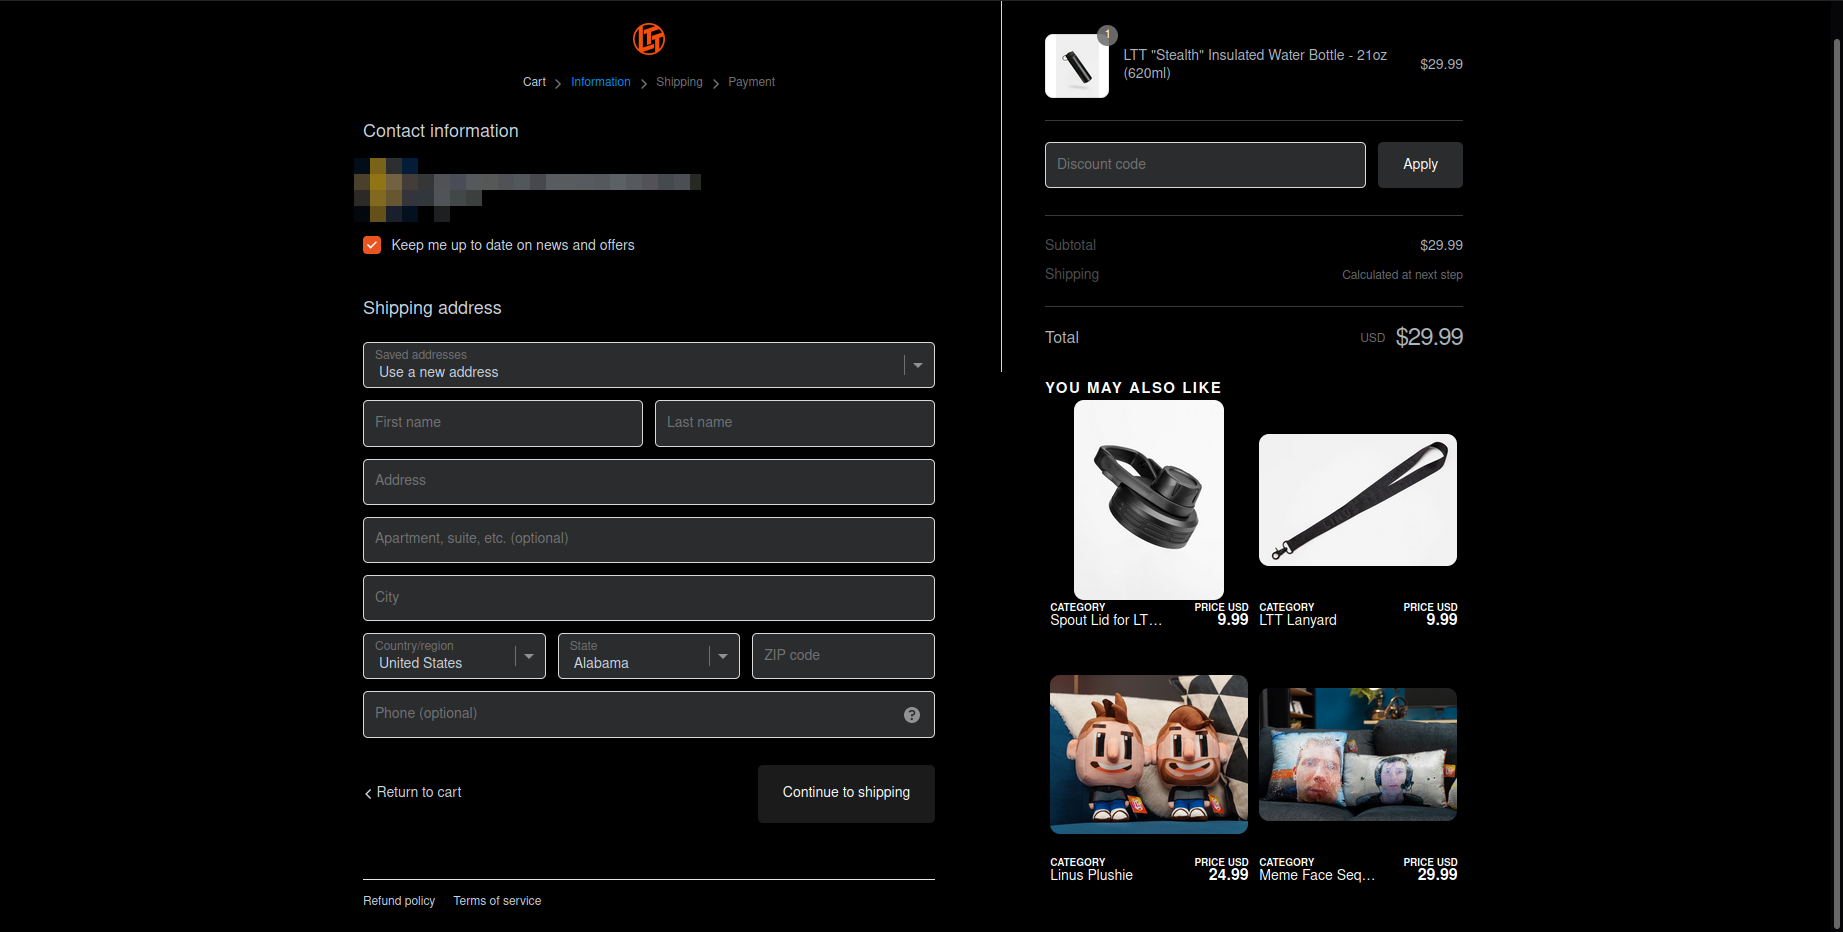 LTT
Cart > Information > Shipping > Payment
Contact information
Keep me up to date on news and offers
Shipping address
Saved addresses
Use a new address
First name
Last name
Address
Apartment, suite, etc. (optional)
City
Country/region
United States
State
Alabama
ZIP code
Phone (optional)
?
Return to cart
Continue to shipping
Refund policy
Terms of service
1
LTT "Stealth" Insulated Water Bottle - 21oz
(620ml)
$29.99
Discount code
Apply
Subtotal
$29.99
Shipping
Calculated at next step
Total
USD $29.99
YOU MAY ALSO LIKE
CATEGORY
PRICE USD
Spout Lid for LT...
9.99
CATEGORY
PRICE USD
LTT Lanyard
9.99
CATEGORY
PRICE USD
Linus Plushie
24.99
CATEGORY
PRICE USD
Meme Face Seq...
29.99